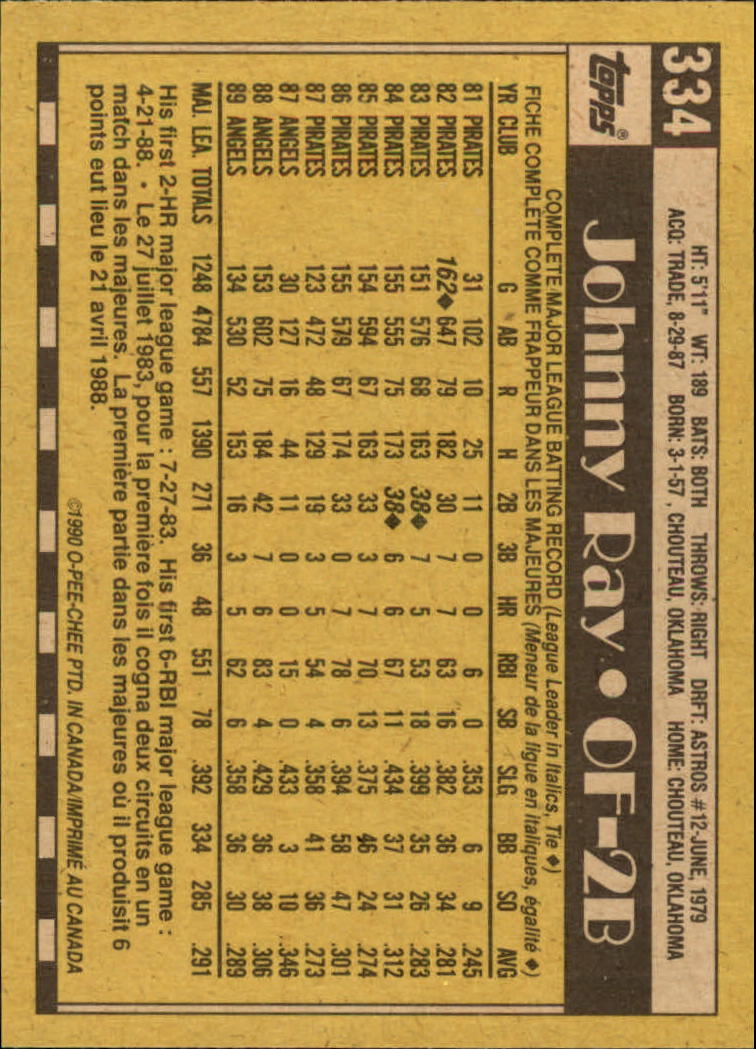 334
HT: 5'11" WT: 189 BATS: BOTH THROWS: RIGHT DRFT: ASTROS #12-JUNE, 1979
ACQ: TRADE, 8-29-87 BORN: 3-1-57, CHOUTEAU, OKLAHOMA HOME: CHOUTEAU, OKLAHOMA
topps®
Johnny Ray • OF-2B
COMPLETE MAJOR LEAGUE BATTING RECORD (League Leader in Italics, Tie ♦)
FICHE COMPLÈTE COMME FRAPPEUR DANS LES MAJEURES (Meneur de la ligue en italiques, égalité ♦)
YR CLUB G AB R H 2B 3B HR RBI SB SLG BB SO AVG
81 PIRATES 31 102 10 25 11 0 0 6 0 .353 6 9 .245
82 PIRATES 162♦ 647 79 182 30 7 7 63 16 .382 36 34 .281
83 PIRATES 151 576 68 163 38♦ 7 5 53 18 .399 35 26 .283
84 PIRATES 155 555 75 173 38♦ 6 6 67 11 .434 37 31 .312
85 PIRATES 154 594 67 163 33 3 7 70 13 .375 46 24 .274
86 PIRATES 155 579 67 174 33 0 7 78 6 .394 58 47 .301
87 PIRATES 123 472 48 129 19 3 5 54 4 .358 41 36 .273
87 ANGELS 30 127 16 44 11 0 0 15 0 .433 3 10 .346
88 ANGELS 153 602 75 184 42 7 6 83 4 .429 36 38 .306
89 ANGELS 134 530 52 153 16 3 5 62 6 .358 36 30 .289
MAJ. LEA. TOTALS 1248 4784 557 1390 271 36 48 551 78 .392 334 285 .291
His first 2-HR major league game : 7-27-83. His first 6-RBI major league game :
4-21-88. • Le 27 juillet 1983, pour la première fois il cogna deux circuits en un
match dans les majeures. La première partie dans les majeures où il produisit 6
points eut lieu le 21 avril 1988.
©1990 O-PEE-CHEE PTD. IN CANADA/IMPRIMÉ AU CANADA